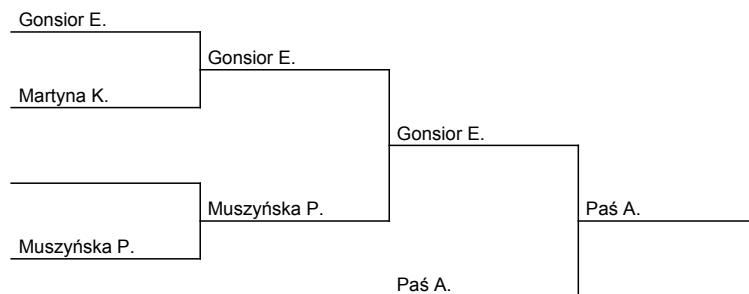 Gonsior E.
Gonsior E.
Martyna K.
Gonsior E.
Muszyńska P.
Paś A.
Muszyńska P.
Paś A.